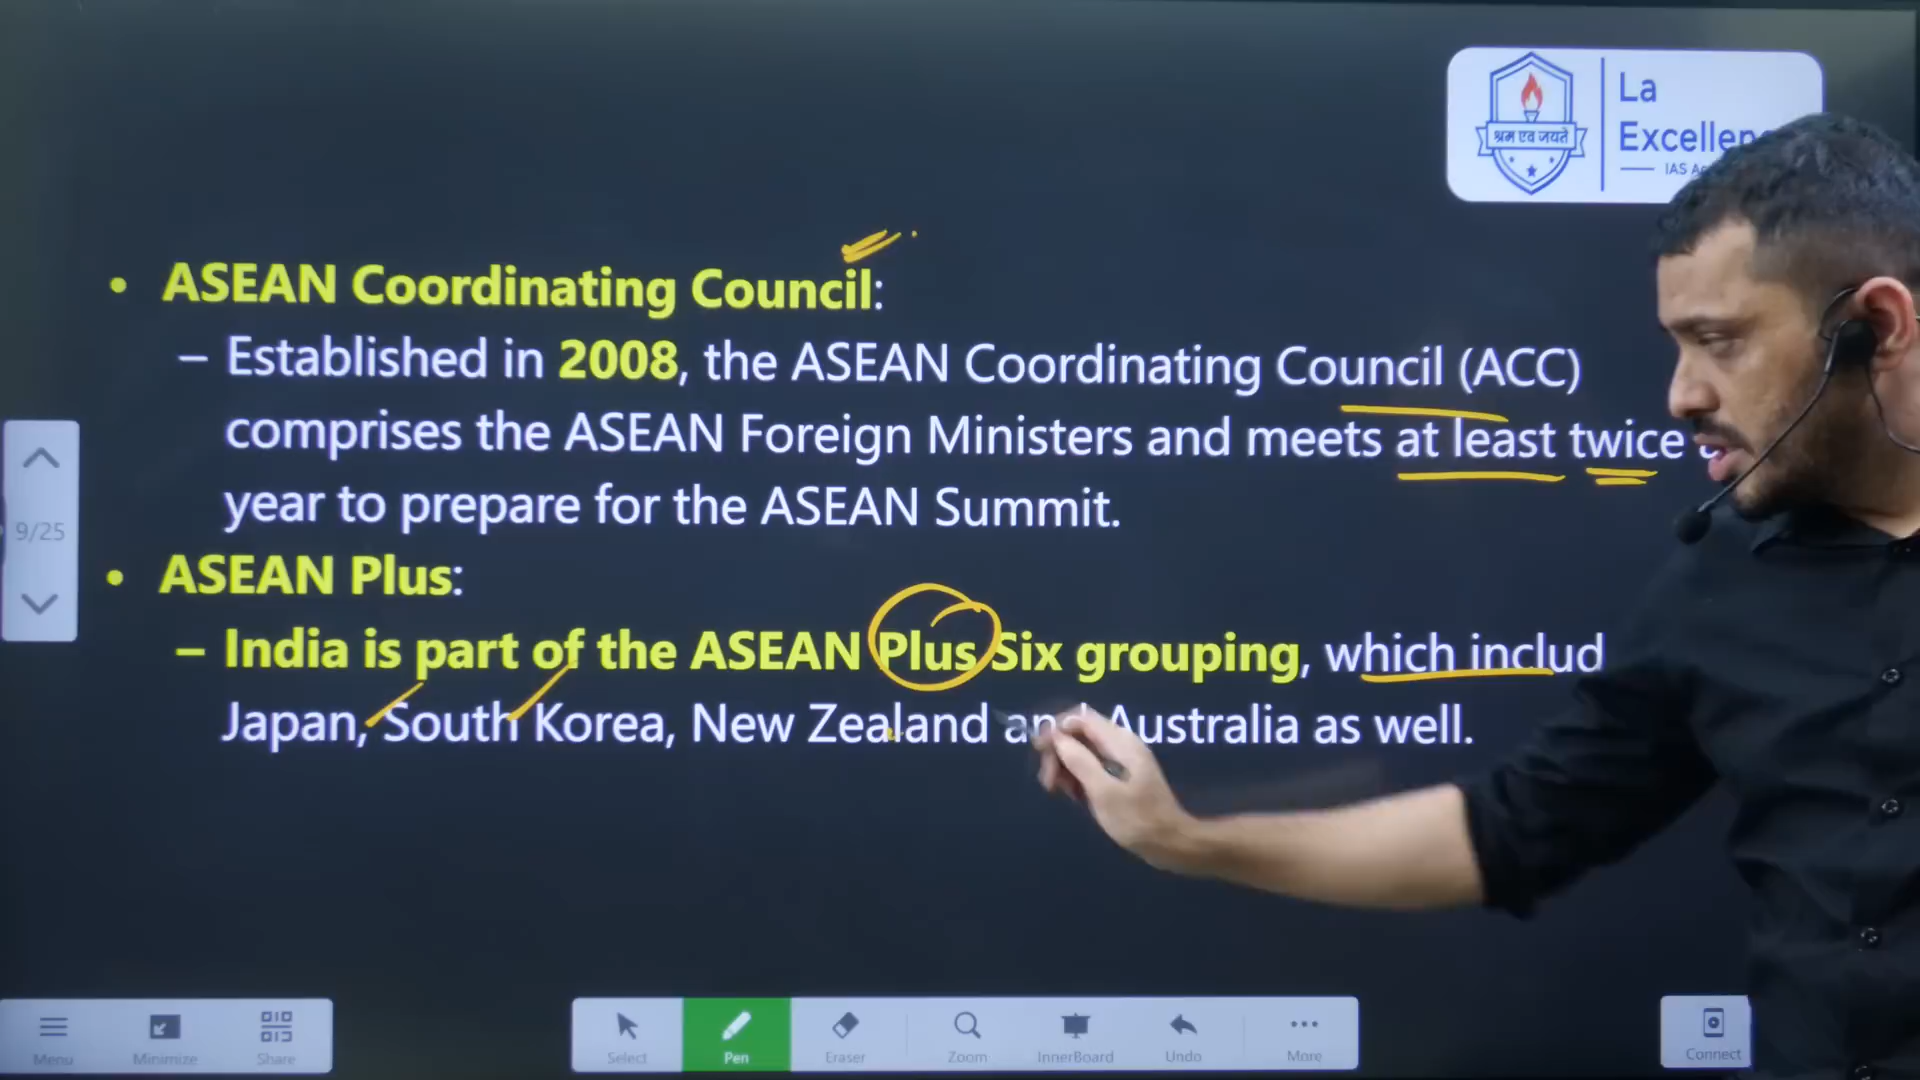 श्रम एव जयते
La
IAS
• ASEAN Coordinating Council:
– Established in 2008, the ASEAN Coordinating Council (ACC)
comprises the ASEAN Foreign Ministers and meets at least twice
year to prepare for the ASEAN Summit.
• ASEAN Plus:
– India is part of the ASEAN Plus Six grouping, which includ
Japan, South Korea, New Zealand and Australia as well.
9/25
Menu Minimize Share Select Pen Eraser Zoom InnerBoard Undo More Connect